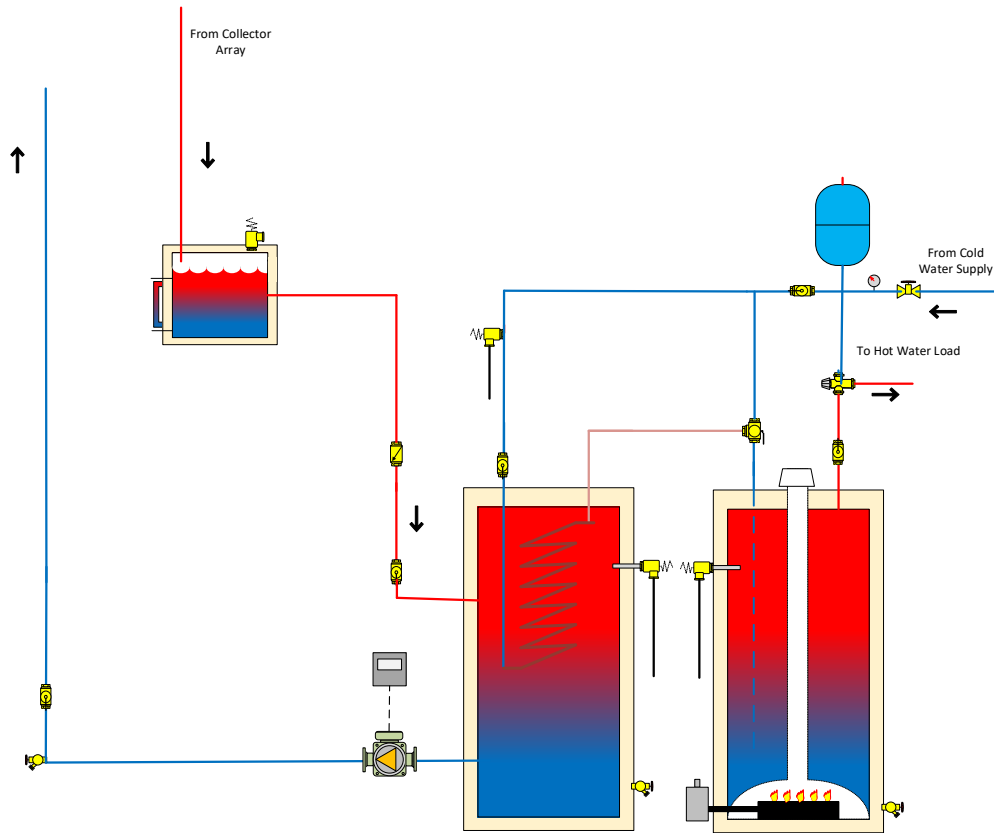 From Collector
Array
From Cold
Water Supply
To Hot Water Load